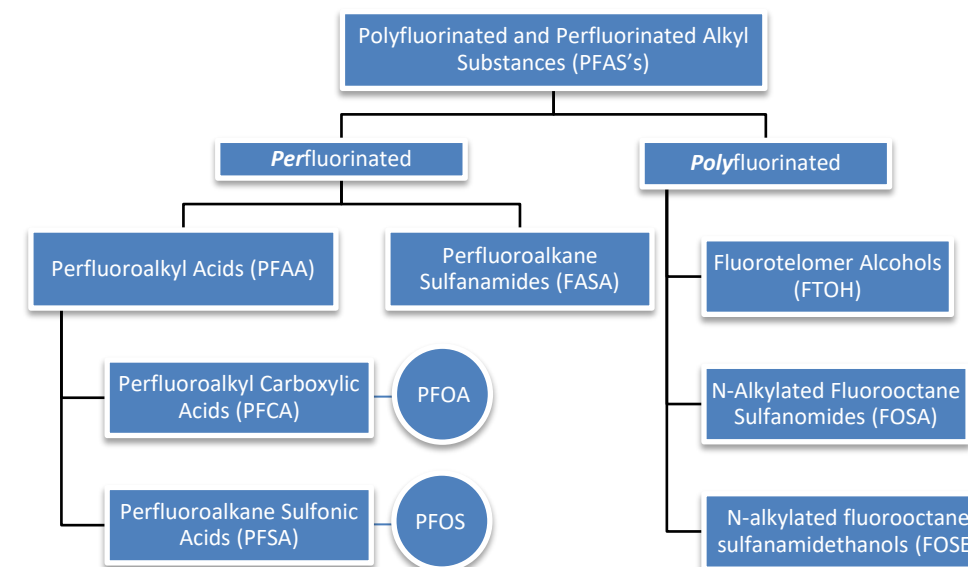 Polyfluorinated and Perfluorinated Alkyl
Substances (PFAS's)
Perfluorinated
Polyfluorinated
Perfluoroalkyl Acids (PFAA)
Perfluoroalkane
Sulfanamides (FASA)
Fluorotelomer Alcohols
(FTOH)
Perfluoroalkyl Carboxylic
Acids (PFCA)
PFOA
N-Alkylated Fluorooctane
Sulfanomides (FOSA)
Perfluoroalkane Sulfonic
Acids (PFSA)
PFOS
N-alkylated fluorooctane
sulfanamidethanols (FOSE